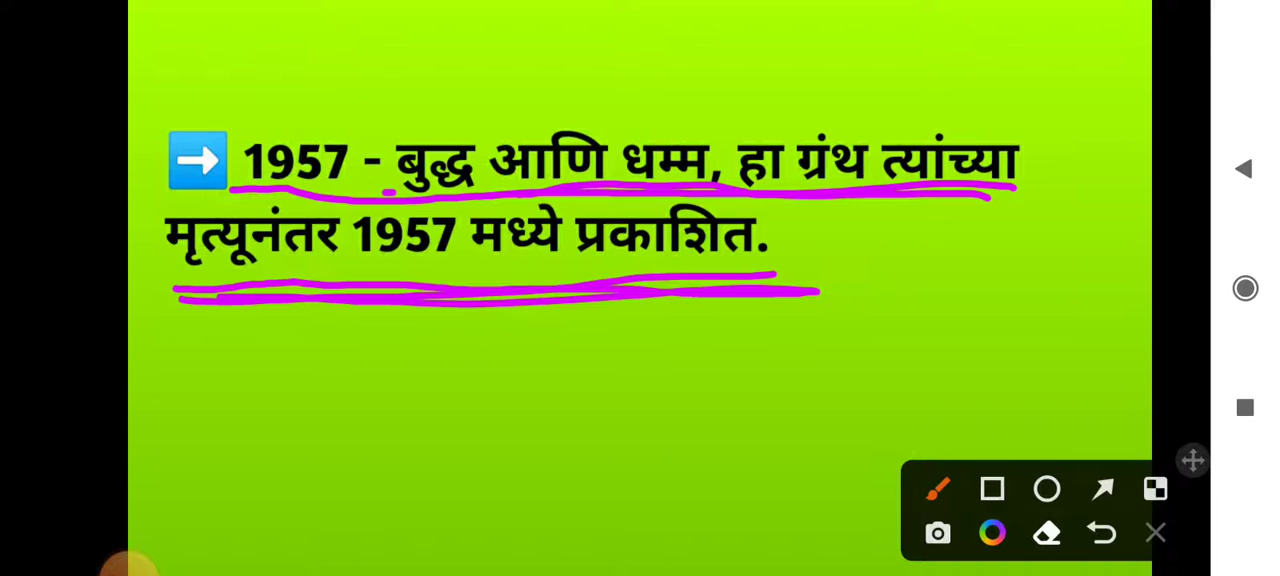 ➡️ 1957 - बुद्ध आणि धम्म, हा ग्रंथ त्यांच्या
मृत्यूनंतर 1957 मध्ये प्रकाशित.